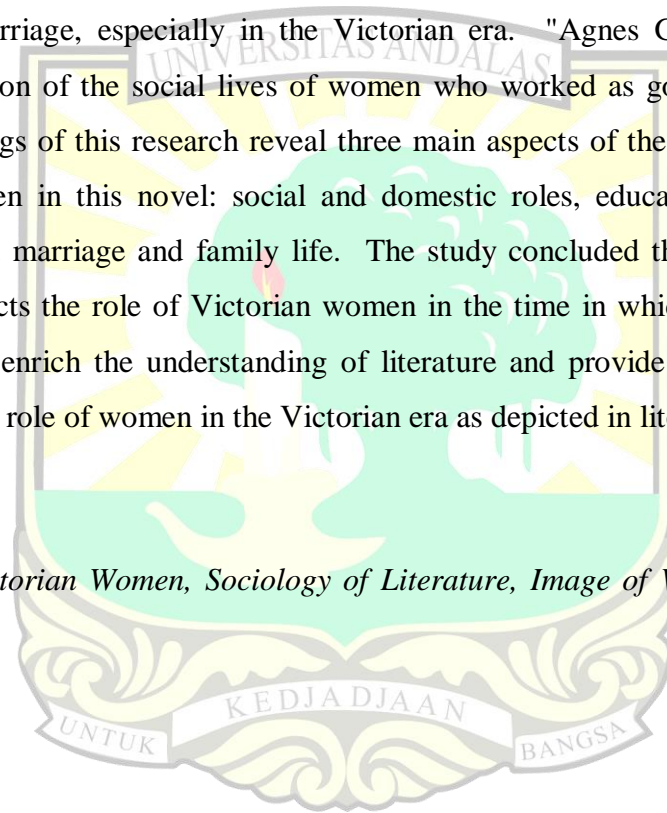 rriage, especially in the Victorian era. "Agnes G
UNIVERSITAS ANDALAS
ion of the social lives of women who worked as go
gs of this research reveal three main aspects of the
en in this novel: social and domestic roles, educa
marriage and family life. The study concluded th
cts the role of Victorian women in the time in whic
enrich the understanding of literature and provide
role of women in the Victorian era as depicted in lit
torian Women, Sociology of Literature, Image of W
UNTUK KEDJADJAAN BANGSA